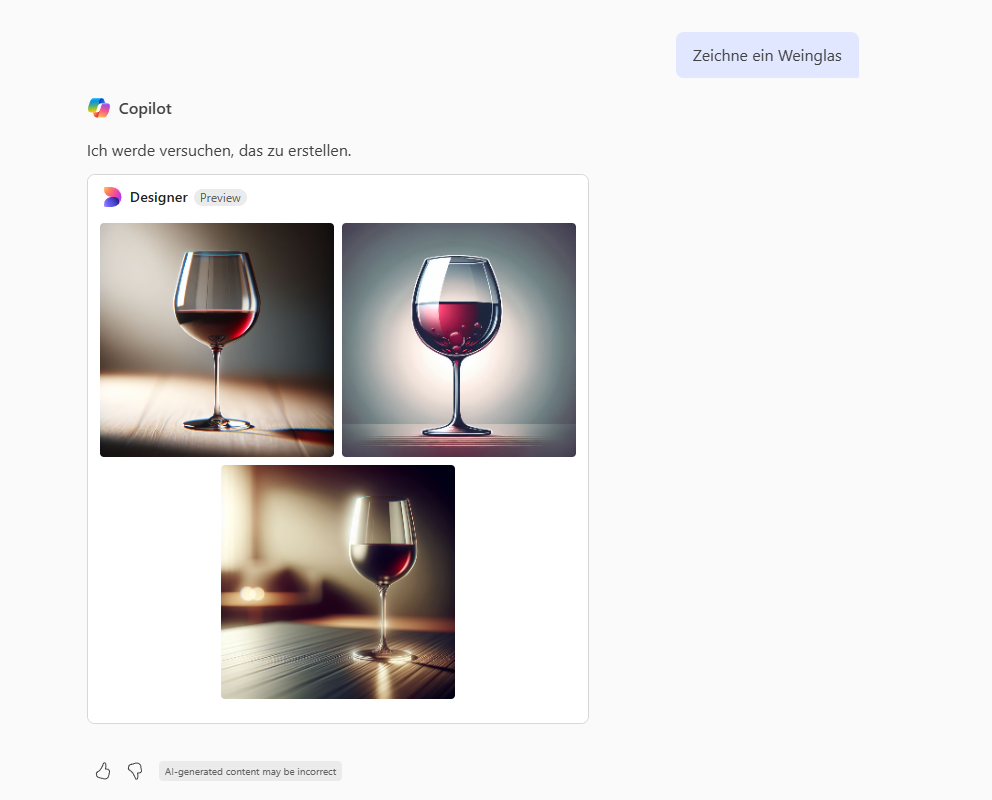 Zeichne ein Weinglas
Copilot
Ich werde versuchen, das zu erstellen.
Designer Preview
AI-generated content may be incorrect